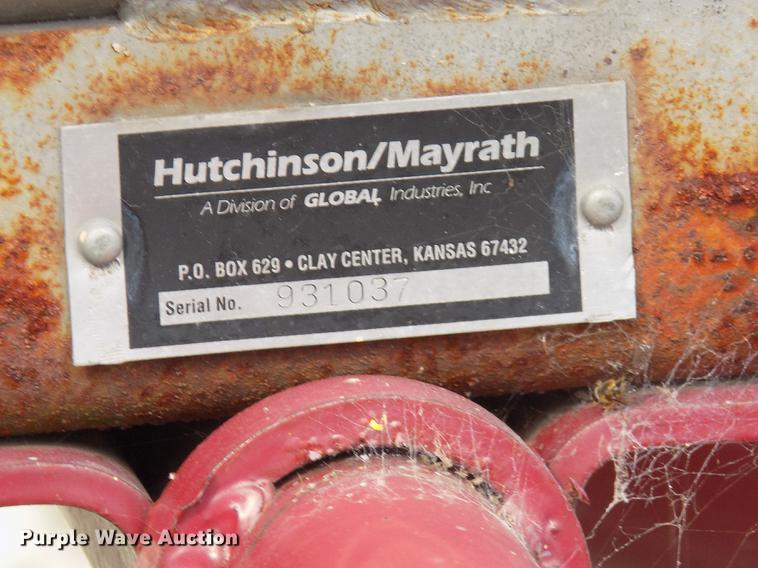 Hutchinson/Mayrath
A Division of GLOBAL Industries, Inc
P.O. BOX 629 • CLAY CENTER, KANSAS 67432
Serial No. 931037
Purple Wave Auction